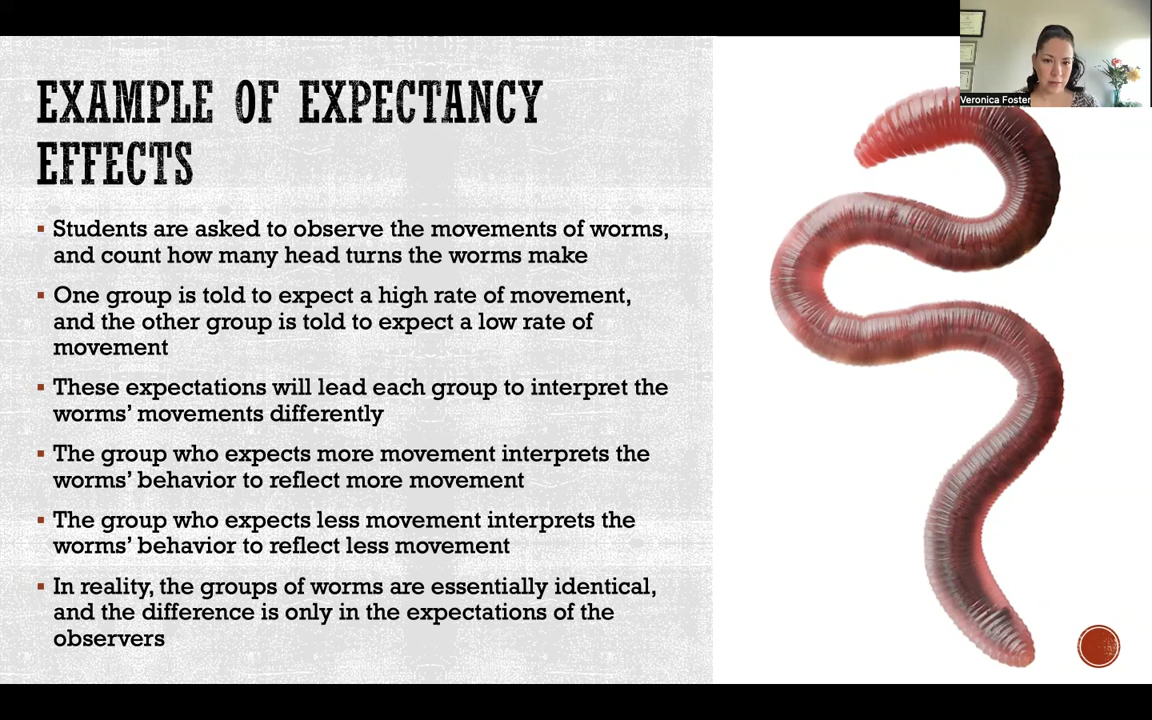 EXAMPLE OF EXPECTANCY
EFFECTS
Students are asked to observe the movements of worms,
and count how many head turns the worms make
One group is told to expect a high rate of movement,
and the other group is told to expect a low rate of
movement
These expectations will lead each group to interpret the
worms’ movements differently
The group who expects more movement interprets the
worms’ behavior to reflect more movement
The group who expects less movement interprets the
worms’ behavior to reflect less movement
In reality, the groups of worms are essentially identical,
and the difference is only in the expectations of the
observers
Veronica Foster